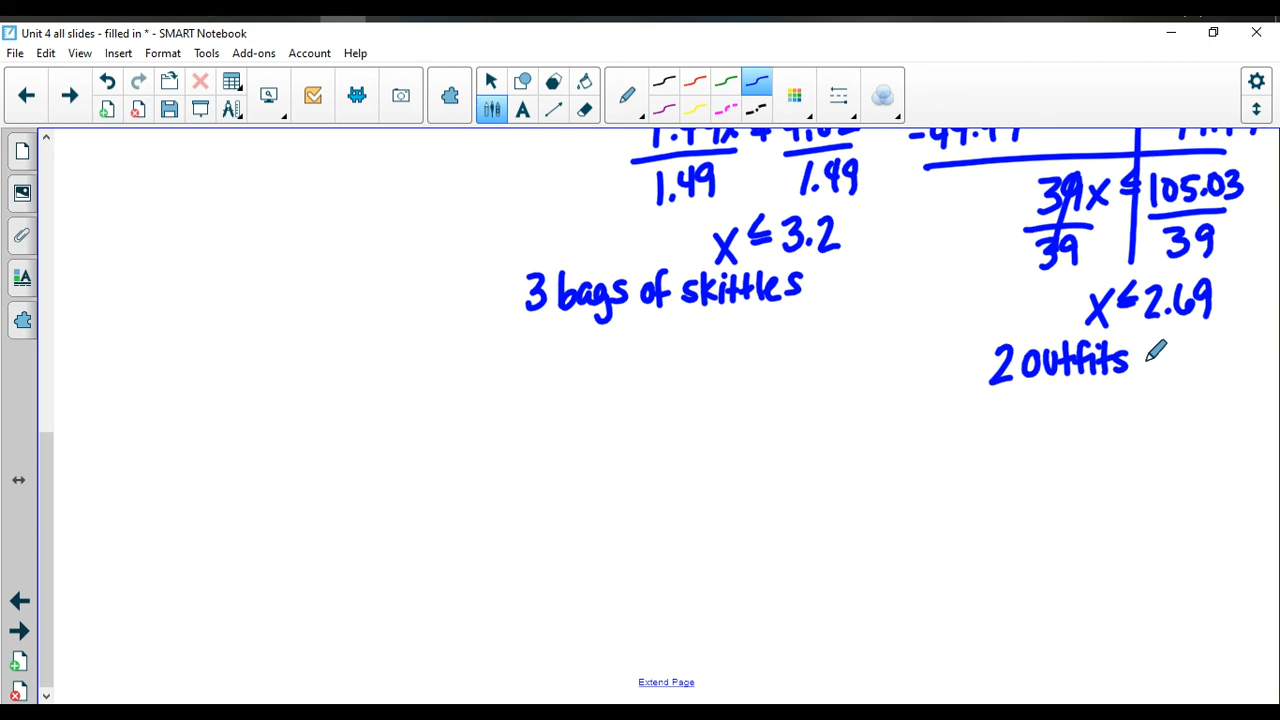 Unit 4 all slides - filled in * - SMART Notebook
File Edit View Insert Format Tools Add-ons Account Help
1.49 1.49
x ≤ 3.2
3 bags of skittles
39x ≤ 105.03
39 39
x ≤ 2.69
2 outfits
Extend Page